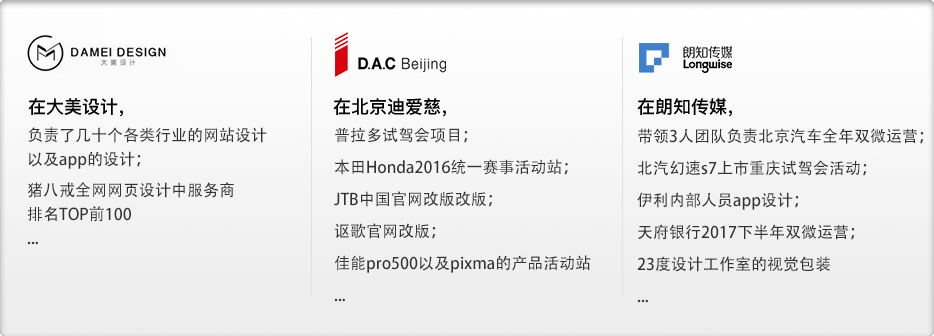 DAMEI DESIGN
大美设计
在大美设计，
负责了几十个各类行业的网站设计
以及app的设计；
猪八戒全网网页设计中服务商
排名TOP前100
...
D.A.C Beijing
在北京迪爱慈，
普拉多试驾会项目；
本田Honda2016统一赛事活动站；
JTB中国官网改版改版；
讴歌官网改版；
佳能pro500以及pixma的产品活动站
...
朗知传媒
Longwise
在朗知传媒，
带领3人团队负责北京汽车全年双微运营；
北汽幻速s7上市重庆试驾会活动；
伊利内部人员app设计；
天府银行2017下半年双微运营；
23度设计工作室的视觉包装
...